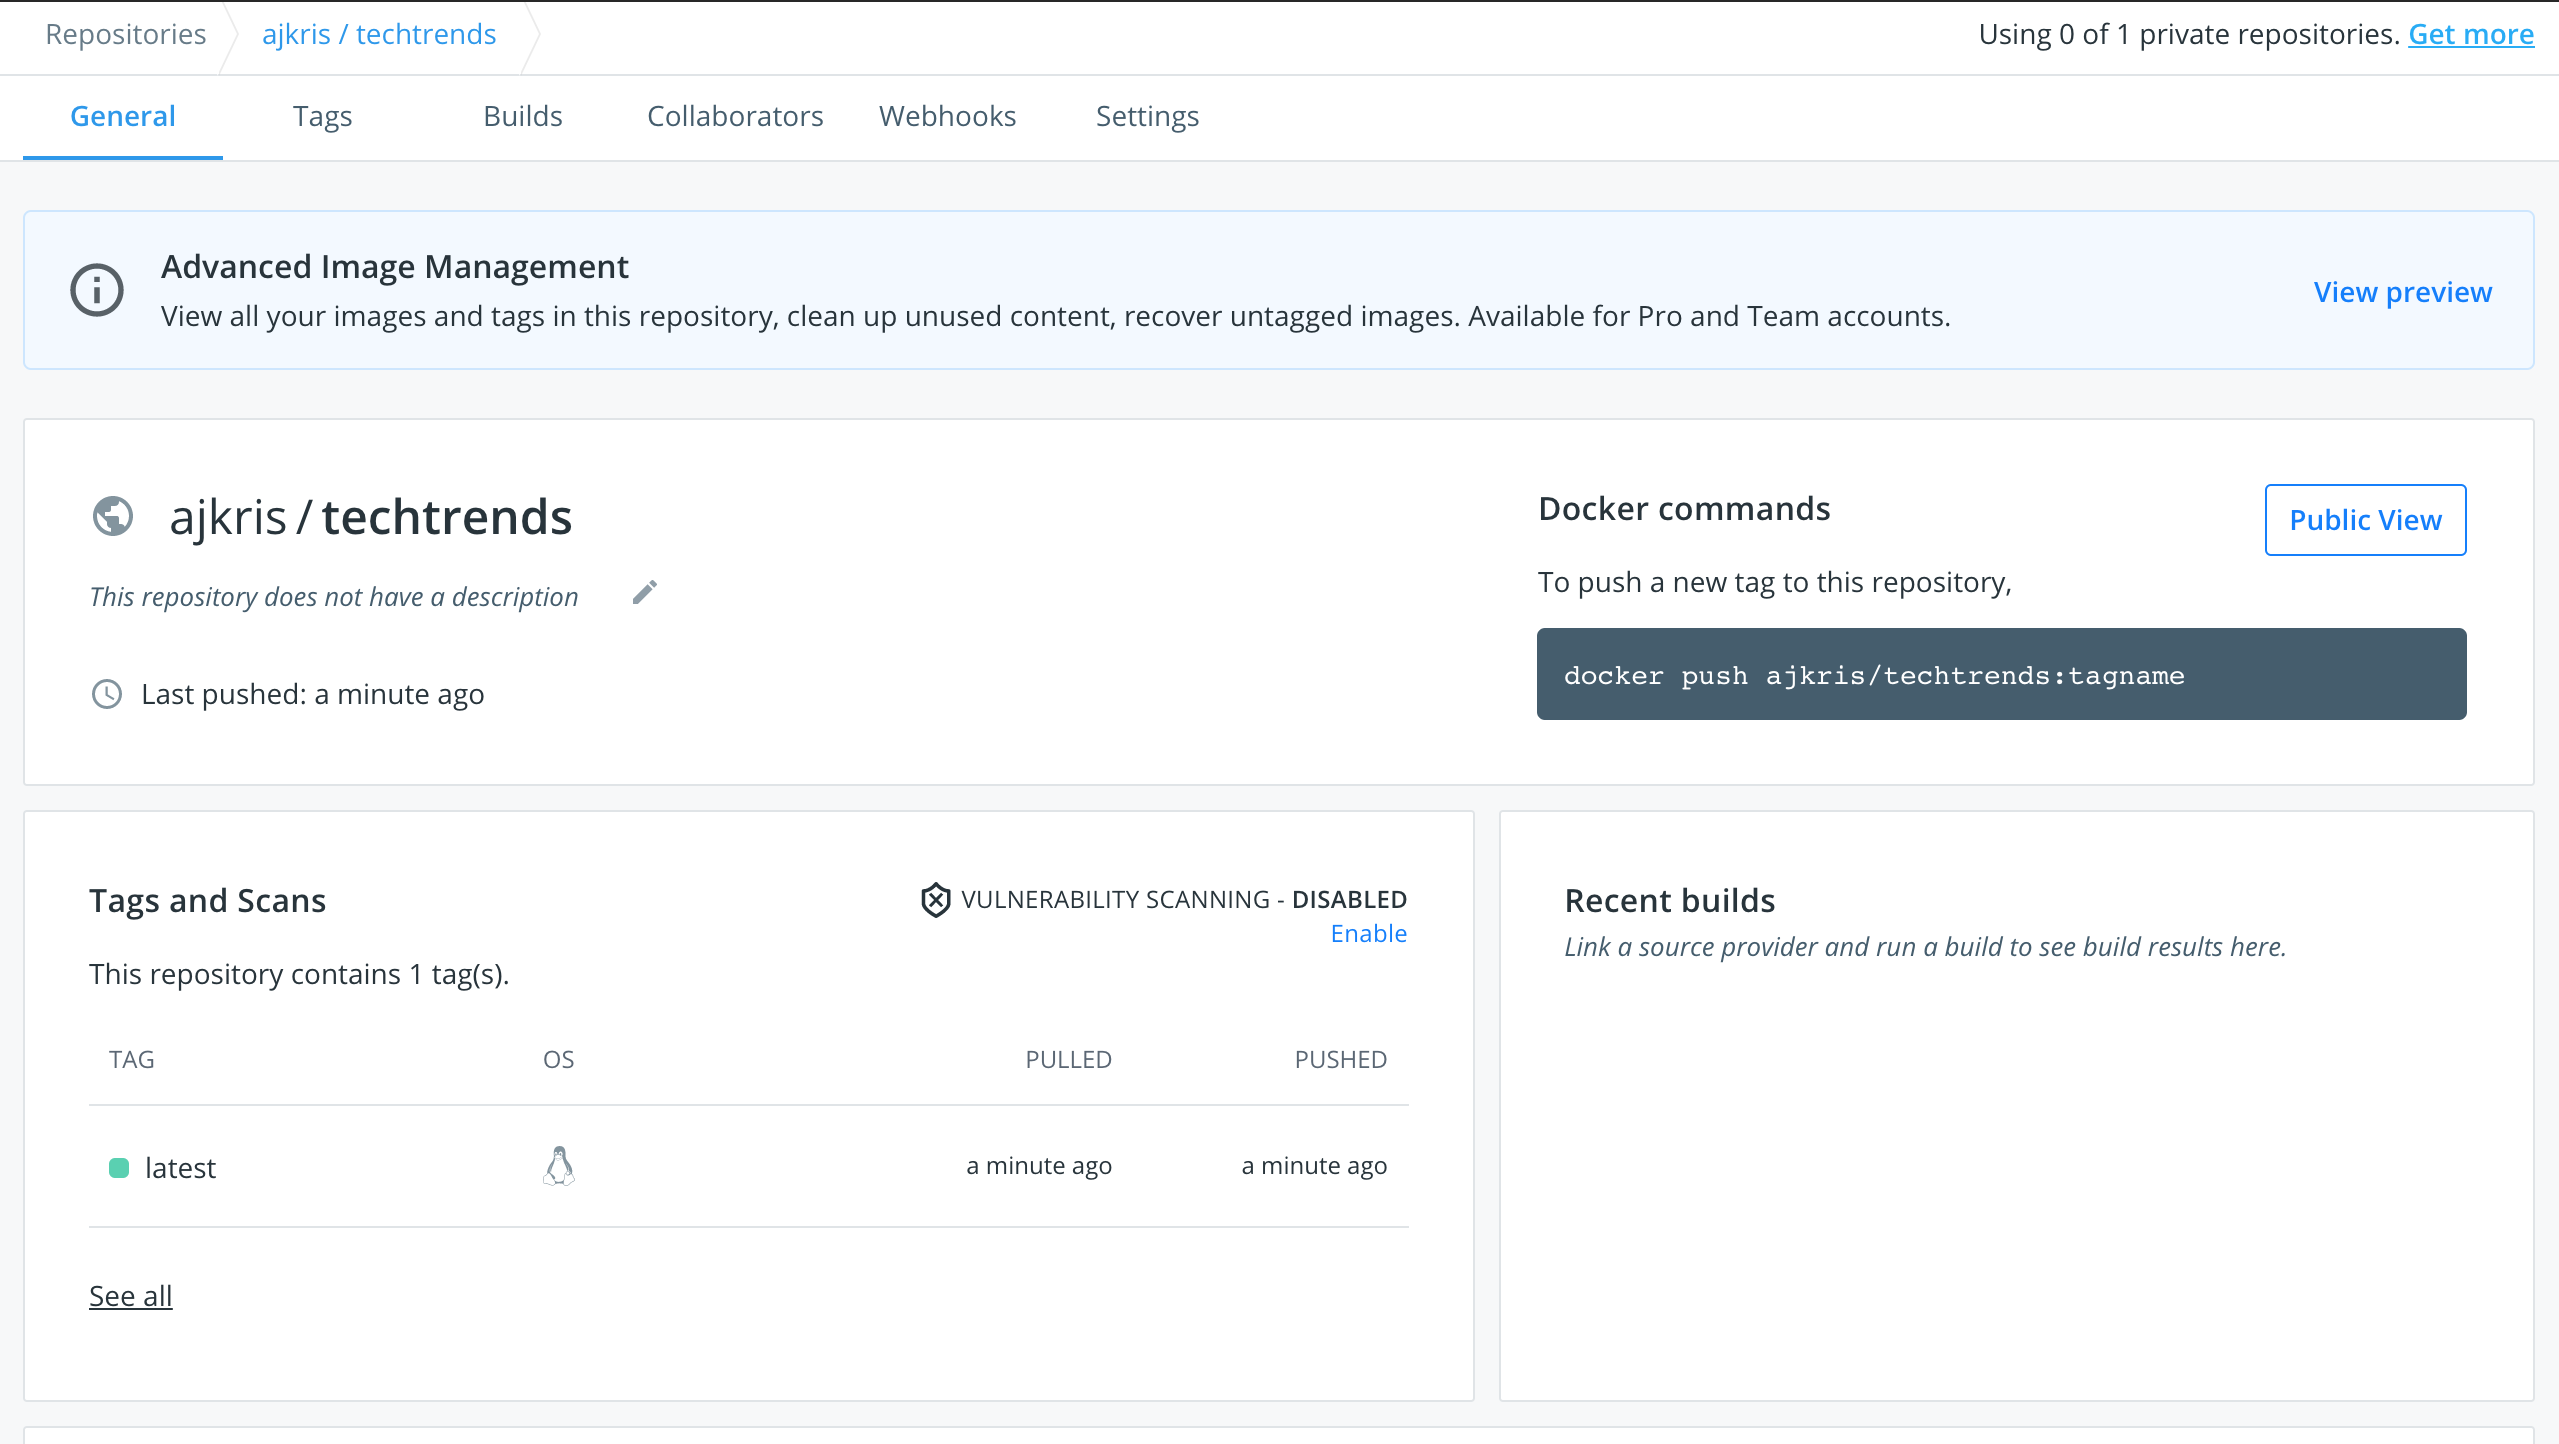 Repositories ajkris / techtrends Using 0 of 1 private repositories. Get more
General Tags Builds Collaborators Webhooks Settings
Advanced Image Management
View all your images and tags in this repository, clean up unused content, recover untagged images. Available for Pro and Team accounts.
View preview
ajkris / techtrends
This repository does not have a description
Last pushed: a minute ago
Docker commands
Public View
To push a new tag to this repository,
docker push ajkris/techtrends:tagname
Tags and Scans
VULNERABILITY SCANNING - DISABLED
Enable
This repository contains 1 tag(s).
TAG OS PULLED PUSHED
latest a minute ago a minute ago
See all
Recent builds
Link a source provider and run a build to see build results here.